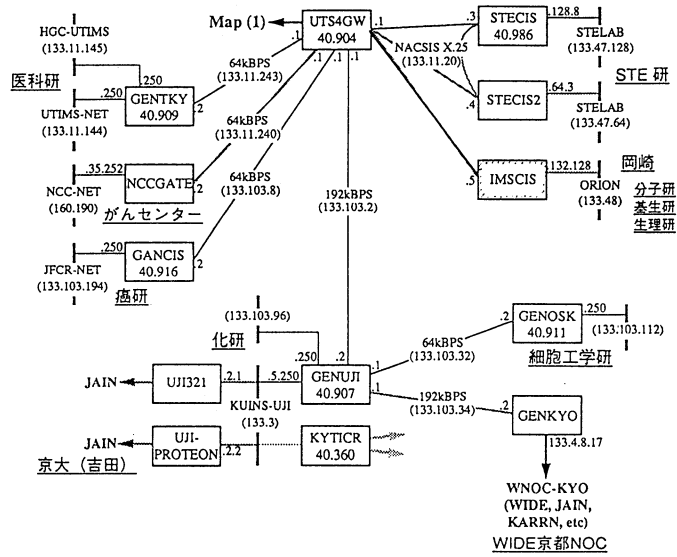 HGC-UTIMS
(133.11.145)
医科研
.250
.250
GENTKY
40.909
.2
UTIMS-NET
(133.11.144)
.35.252
NCCGATE
.2
NCC-NET
(160.190)
がんセンター
.250
GANCIS
40.916
.2
JFCR-NET
(133.103.194)
癌研
Map (1)
UTS4GW
40.904
.1
.1
.1
.1
.1
64kBPS
(133.11.243)
64kBPS
(133.11.240)
64kBPS
(133.103.8)
192kBPS
(133.103.2)
NACSIS X.25
(133.11.20)
.3
STECIS
40.986
.128.8
STELAB
(133.47.128)
STE 研
.4
STECIS2
.64.3
STELAB
(133.47.64)
.5
IMSCIS
.132.128
ORION
(133.48)
岡崎
分子研
基生研
生理研
(133.103.96)
化研
.250
.2
GENUJI
40.907
.1
.1
64kBPS
(133.103.32)
.2
GENOSK
40.911
.250
(133.103.112)
細胞工学研
192kBPS
(133.103.34)
.2
GENKYO
133.4.8.17
WNOC-KYO
(WIDE, JAIN,
KARRN, etc)
WIDE京都NOC
JAIN
UJI321
.2.1
.5.250
KUINS-UJI
(133.3)
JAIN
UJI-
PROTEON
.2.2
KYTICR
40.360
京大（吉田）